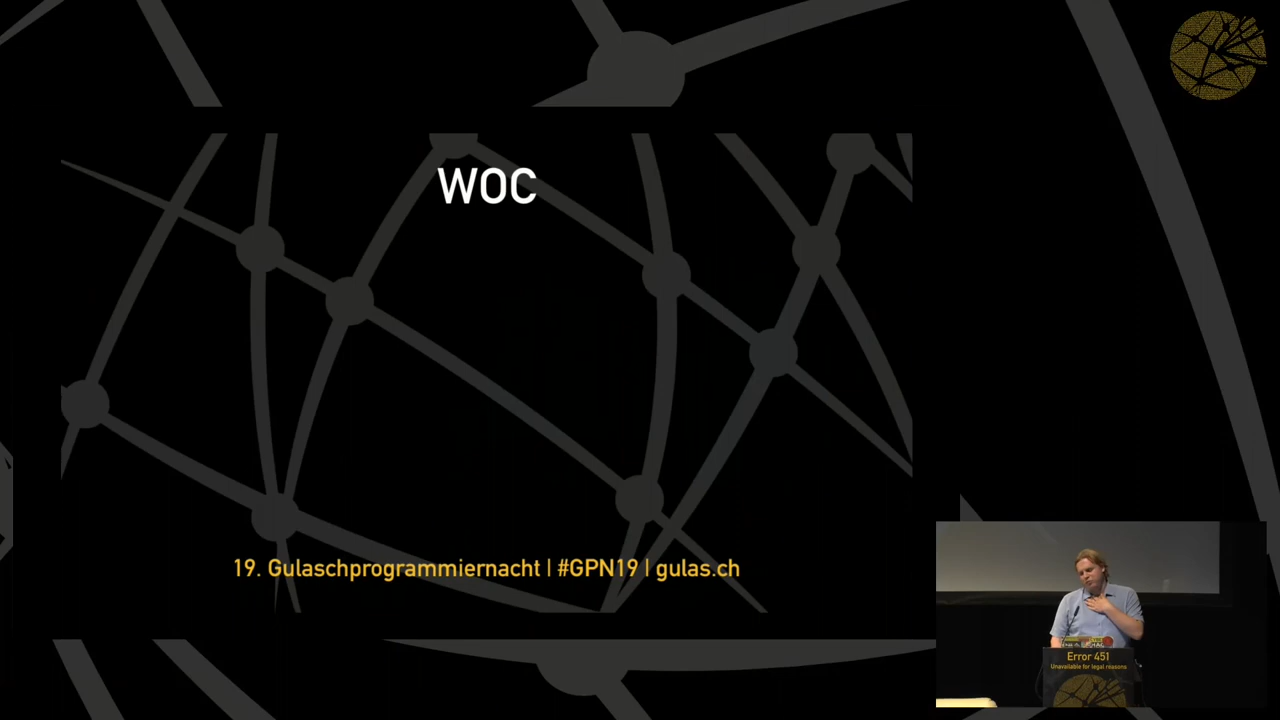 WOC
19. Gulaschprogrammiernacht | #GPN19 | gulas.ch
Error 451
Unavailable for legal reasons